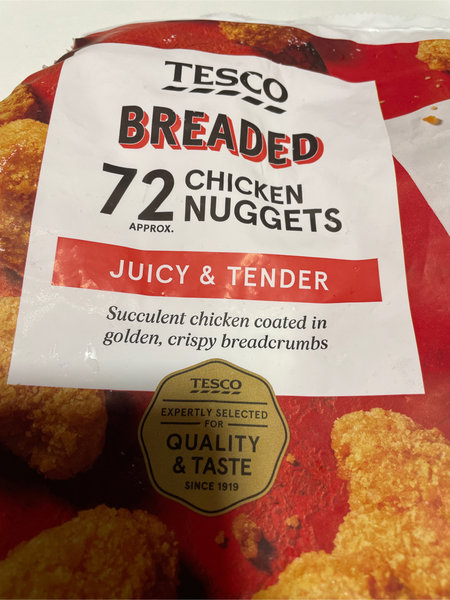 TESCO
BREADED
72 CHICKEN
APPROX. NUGGETS
JUICY & TENDER
Succulent chicken coated in
golden, crispy breadcrumbs
TESCO
EXPERTLY SELECTED
FOR
QUALITY
& TASTE
SINCE 1919